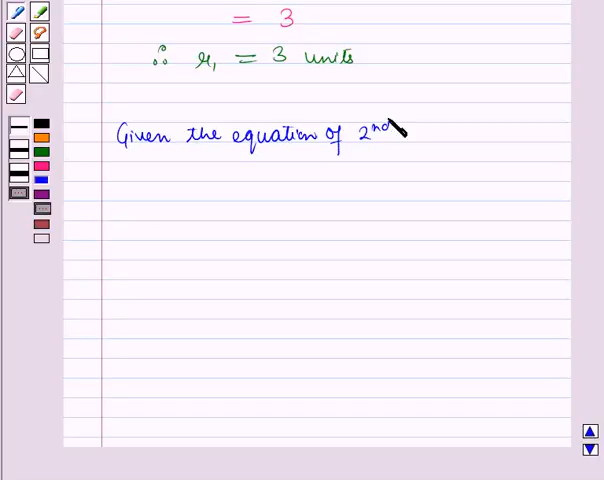 = 3
∴ r₁ = 3 units
Given the equation of 2ⁿᵈ